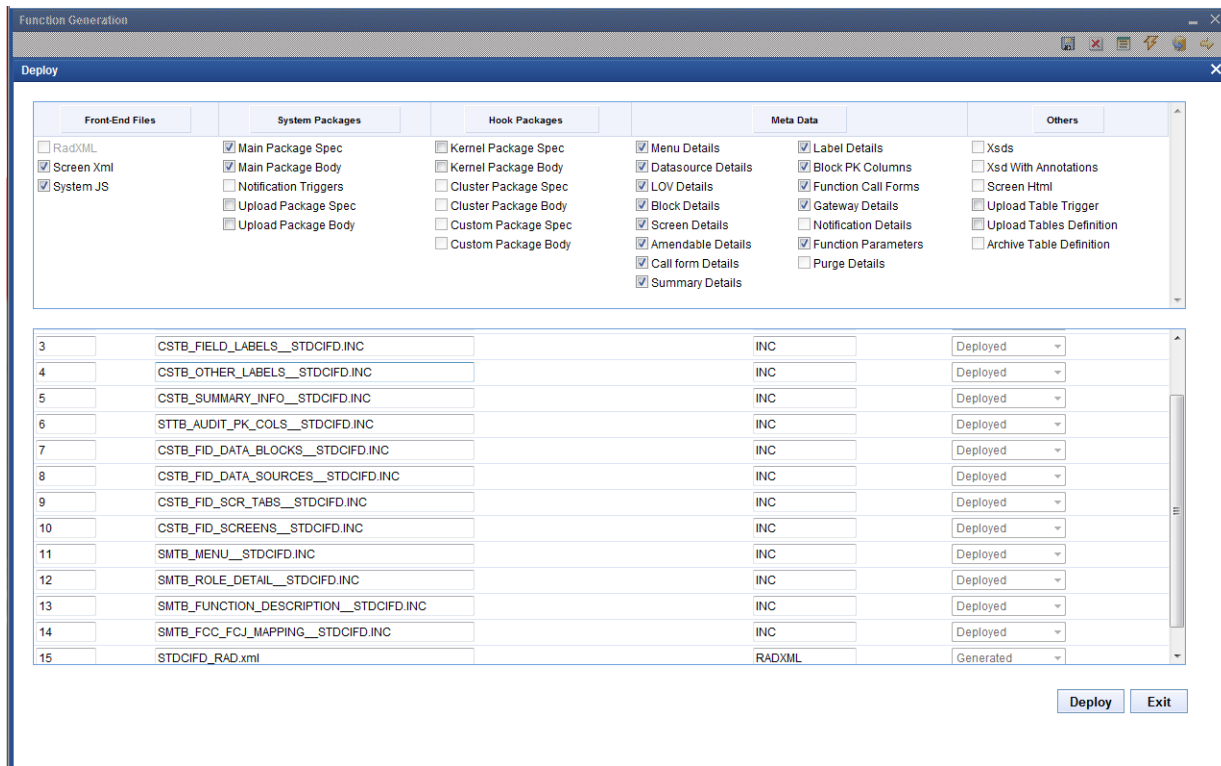 Function Generation
Deploy
Front-End Files System Packages Hook Packages Meta Data Others
RadXML Main Package Spec Kernel Package Spec Menu Details Label Details Xsds
Screen Xml Main Package Body Kernel Package Body Datasource Details Block PK Columns Xsd With Annotations
System JS Notification Triggers Cluster Package Spec LOV Details Function Call Forms Screen Html
Upload Package Spec Cluster Package Body Block Details Gateway Details Upload Table Trigger
Upload Package Body Custom Package Spec Screen Details Notification Details Upload Tables Definition
Custom Package Body Amendable Details Function Parameters Archive Table Definition
Call form Details Purge Details
Summary Details
3 CSTB_FIELD_LABELS__STDCIFD.INC INC Deployed
4 CSTB_OTHER_LABELS__STDCIFD.INC INC Deployed
5 CSTB_SUMMARY_INFO__STDCIFD.INC INC Deployed
6 STTB_AUDIT_PK_COLS__STDCIFD.INC INC Deployed
7 CSTB_FID_DATA_BLOCKS__STDCIFD.INC INC Deployed
8 CSTB_FID_DATA_SOURCES__STDCIFD.INC INC Deployed
9 CSTB_FID_SCR_TABS__STDCIFD.INC INC Deployed
10 CSTB_FID_SCREENS__STDCIFD.INC INC Deployed
11 SMTB_MENU__STDCIFD.INC INC Deployed
12 SMTB_ROLE_DETAIL__STDCIFD.INC INC Deployed
13 SMTB_FUNCTION_DESCRIPTION__STDCIFD.INC INC Deployed
14 SMTB_FCC_FCJ_MAPPING__STDCIFD.INC INC Deployed
15 STDCIFD_RAD.xml RADXML Generated
Deploy Exit